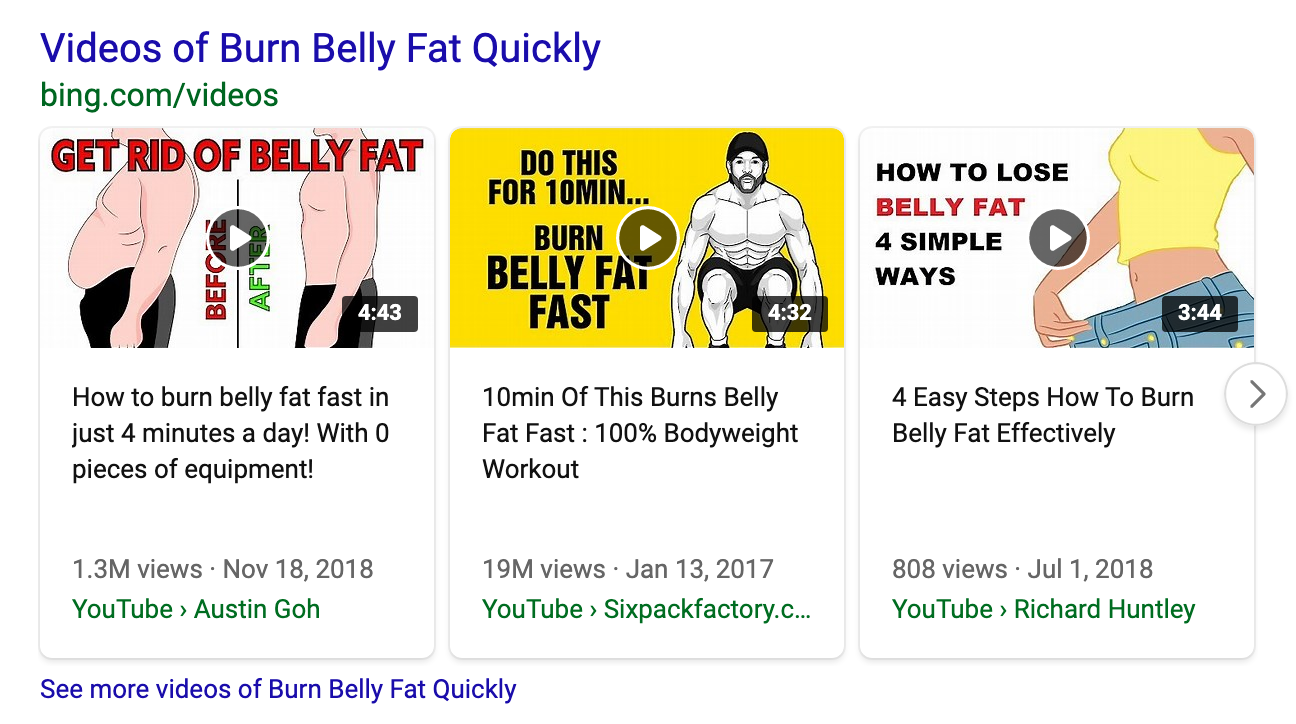 Videos of Burn Belly Fat Quickly
bing.com/videos
GET RID OF BELLY FAT
BEFORE
AFTER
4:43
DO THIS
FOR 10MIN...
BURN
BELLY FAT
FAST
4:32
HOW TO LOSE
BELLY FAT
4 SIMPLE
WAYS
3:44
How to burn belly fat fast in
just 4 minutes a day! With 0
pieces of equipment!
1.3M views · Nov 18, 2018
YouTube › Austin Goh
10min Of This Burns Belly
Fat Fast : 100% Bodyweight
Workout
19M views · Jan 13, 2017
YouTube › Sixpackfactory.c...
4 Easy Steps How To Burn
Belly Fat Effectively
808 views · Jul 1, 2018
YouTube › Richard Huntley
See more videos of Burn Belly Fat Quickly